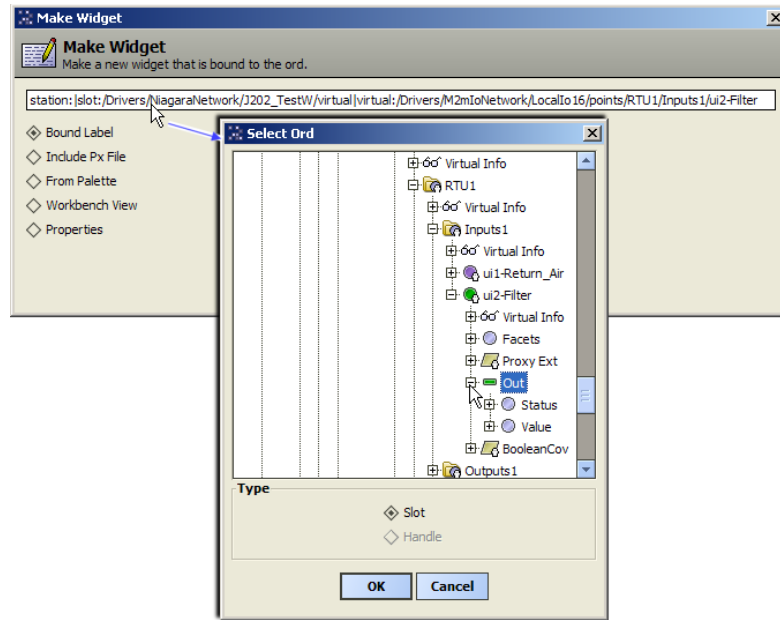 Make Widget
Make Widget
Make a new widget that is bound to the ord.
station:|slot:/Drivers/NiagaraNetwork/J202_TestW/virtual|virtual:/Drivers/M2mIoNetwork/LocalIo16/points/RTU1/Inputs1/ui2-Filter
Bound Label
Include Px File
From Palette
Workbench View
Properties
Select Ord
Virtual Info
RTU1
Virtual Info
Inputs1
Virtual Info
ui1-Return_Air
ui2-Filter
Virtual Info
Facets
Proxy Ext
Out
Status
Value
BooleanCov
Outputs1
Type
Slot
Handle
OK
Cancel